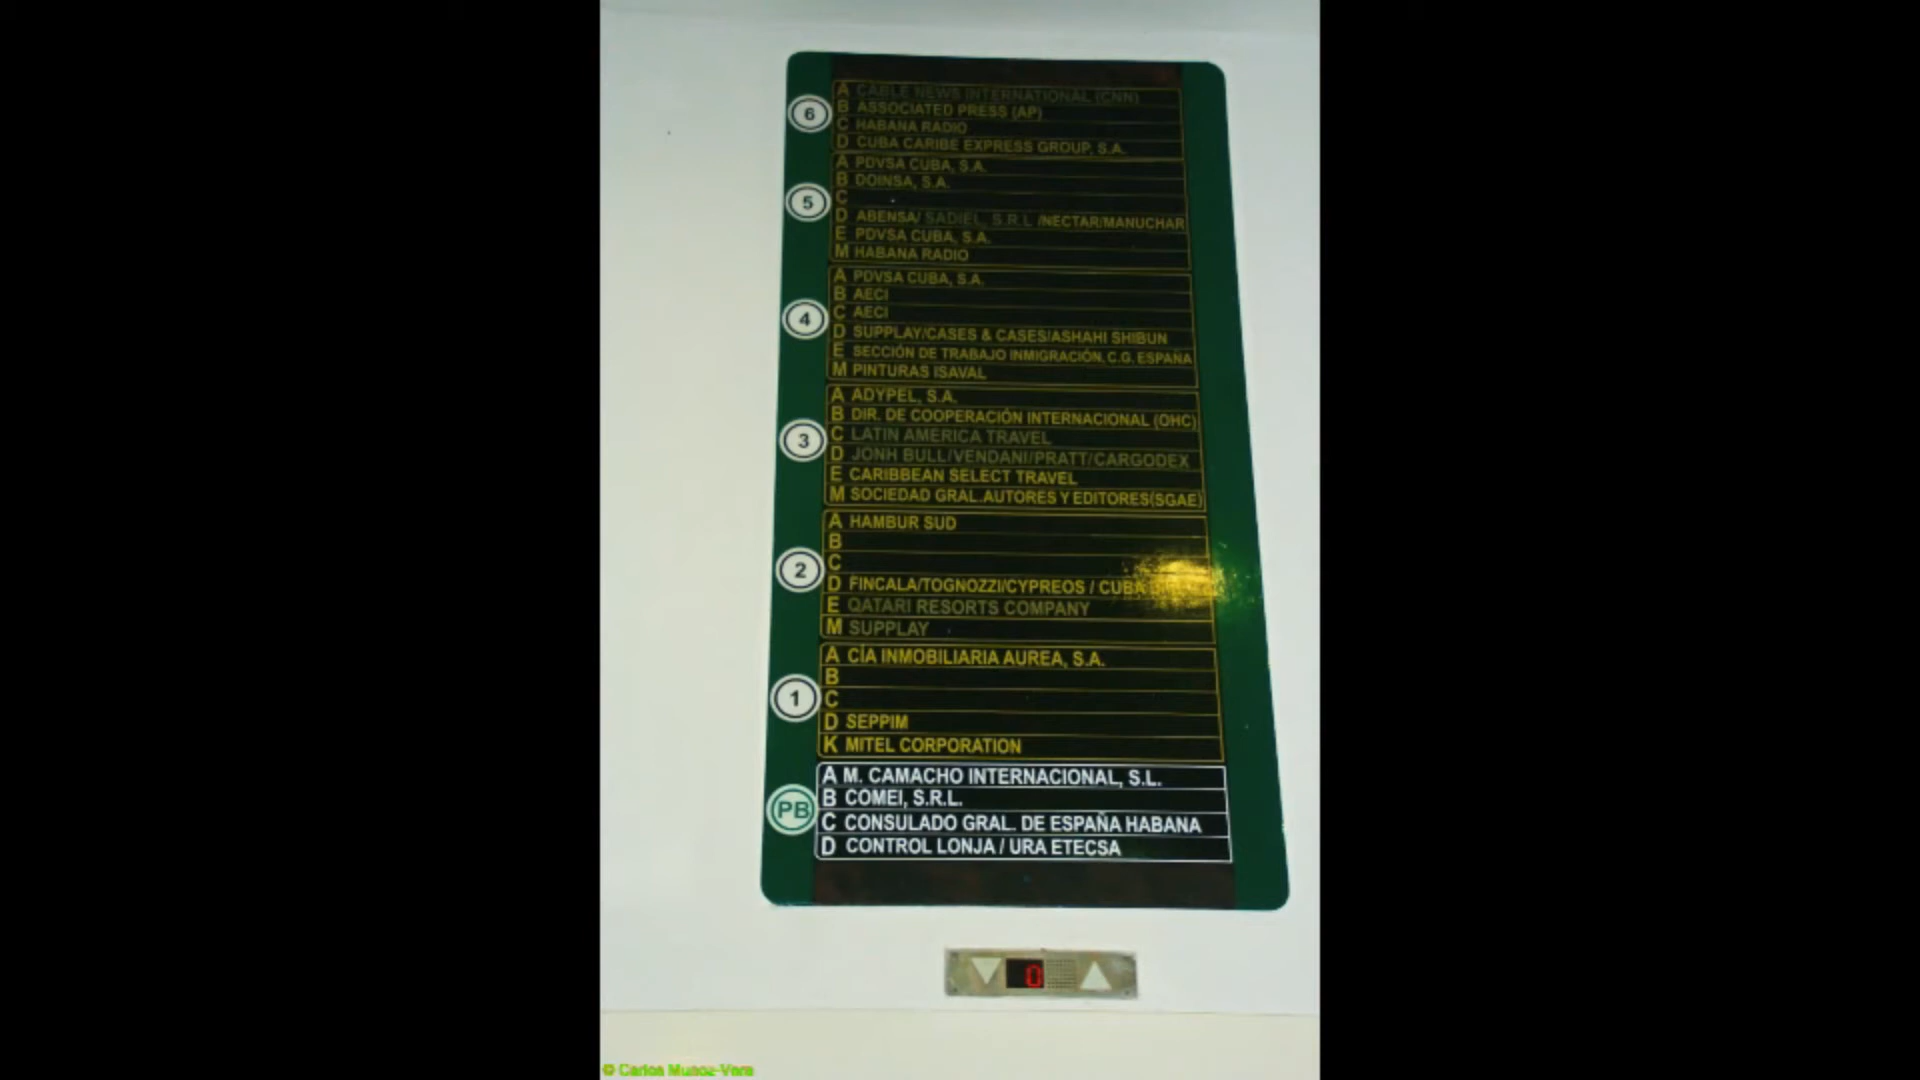 6
A CABLE NEWS INTERNATIONAL (CNN)
B ASSOCIATED PRESS (AP)
C HABANA RADIO
D CUBA CARIBE EXPRESS GROUP, S.A.
5
A PDVSA CUBA, S.A.
B DOINSA, S.A.
C
D ABENSA/ SADIEL, S.R.L /NECTAR/MANUCHAR
E PDVSA CUBA, S.A.
M HABANA RADIO
4
A PDVSA CUBA, S.A.
B AECI
C AECI
D SUPPLAY/CASES & CASES/ASHAHI SHIBUN
E SECCIÓN DE TRABAJO INMIGRACIÓN. C.G. ESPAÑA
M PINTURAS ISAVAL
3
A ADYPEL, S.A.
B DIR. DE COOPERACIÓN INTERNACIONAL (OHC)
C LATIN AMERICA TRAVEL
D JONH BULL/VENDANI/PRATT/CARGODEX
E CARIBBEAN SELECT TRAVEL
M SOCIEDAD GRAL.AUTORES Y EDITORES(SGAE)
2
A HAMBUR SUD
B
C
D FINCALA/TOGNOZZI/CYPREOS / CUBA
E QATARI RESORTS COMPANY
M SUPPLAY
1
A CÍA INMOBILIARIA AUREA, S.A.
B
C
D SEPPIM
K MITEL CORPORATION
PB
A M. CAMACHO INTERNACIONAL, S.L.
B COMEI, S.R.L.
C CONSULADO GRAL. DE ESPAÑA HABANA
D CONTROL LONJA / URA ETECSA
0
© Carlos Munoz-Vera